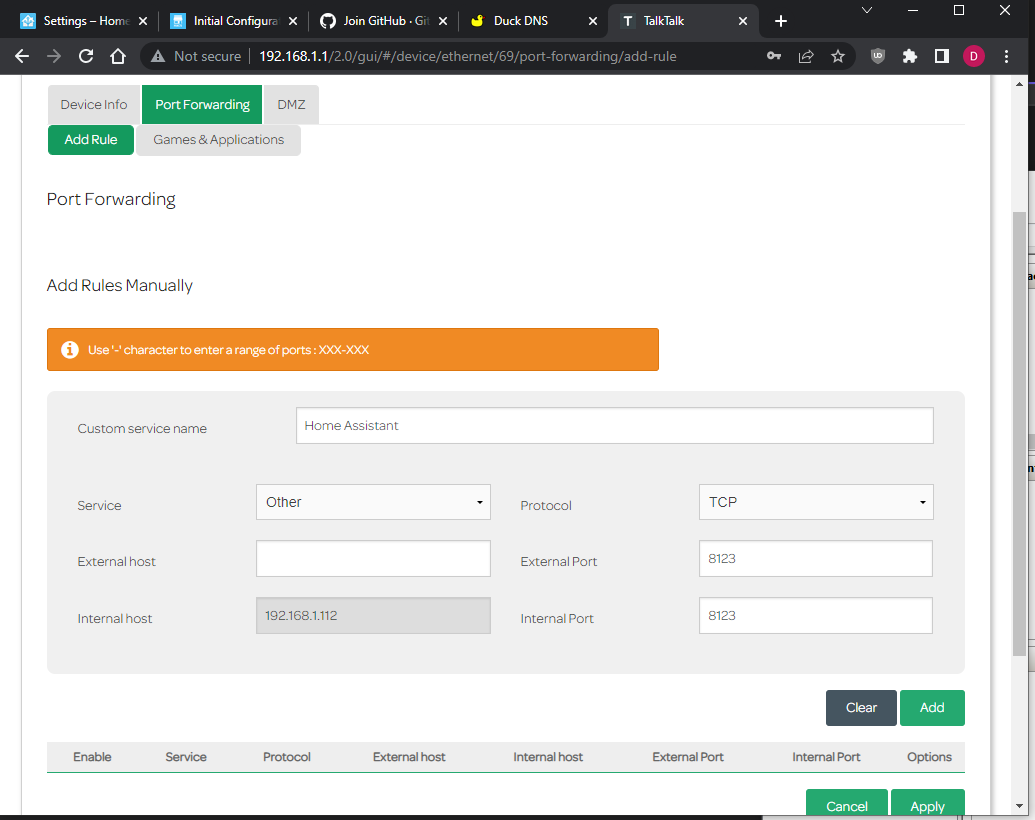 Settings – Home
Initial Configurat
Join GitHub · Git
Duck DNS
TalkTalk
Not secure
192.168.1.1/2.0/gui/#/device/ethernet/69/port-forwarding/add-rule
D
Device Info
Port Forwarding
DMZ
Add Rule
Games & Applications
Port Forwarding
Add Rules Manually
Use '-' character to enter a range of ports : XXX-XXX
Custom service name
Home Assistant
Service
Other
Protocol
TCP
External host
External Port
8123
Internal host
192.168.1.112
Internal Port
8123
Clear
Add
Enable
Service
Protocol
External host
Internal host
External Port
Internal Port
Options
Cancel
Apply